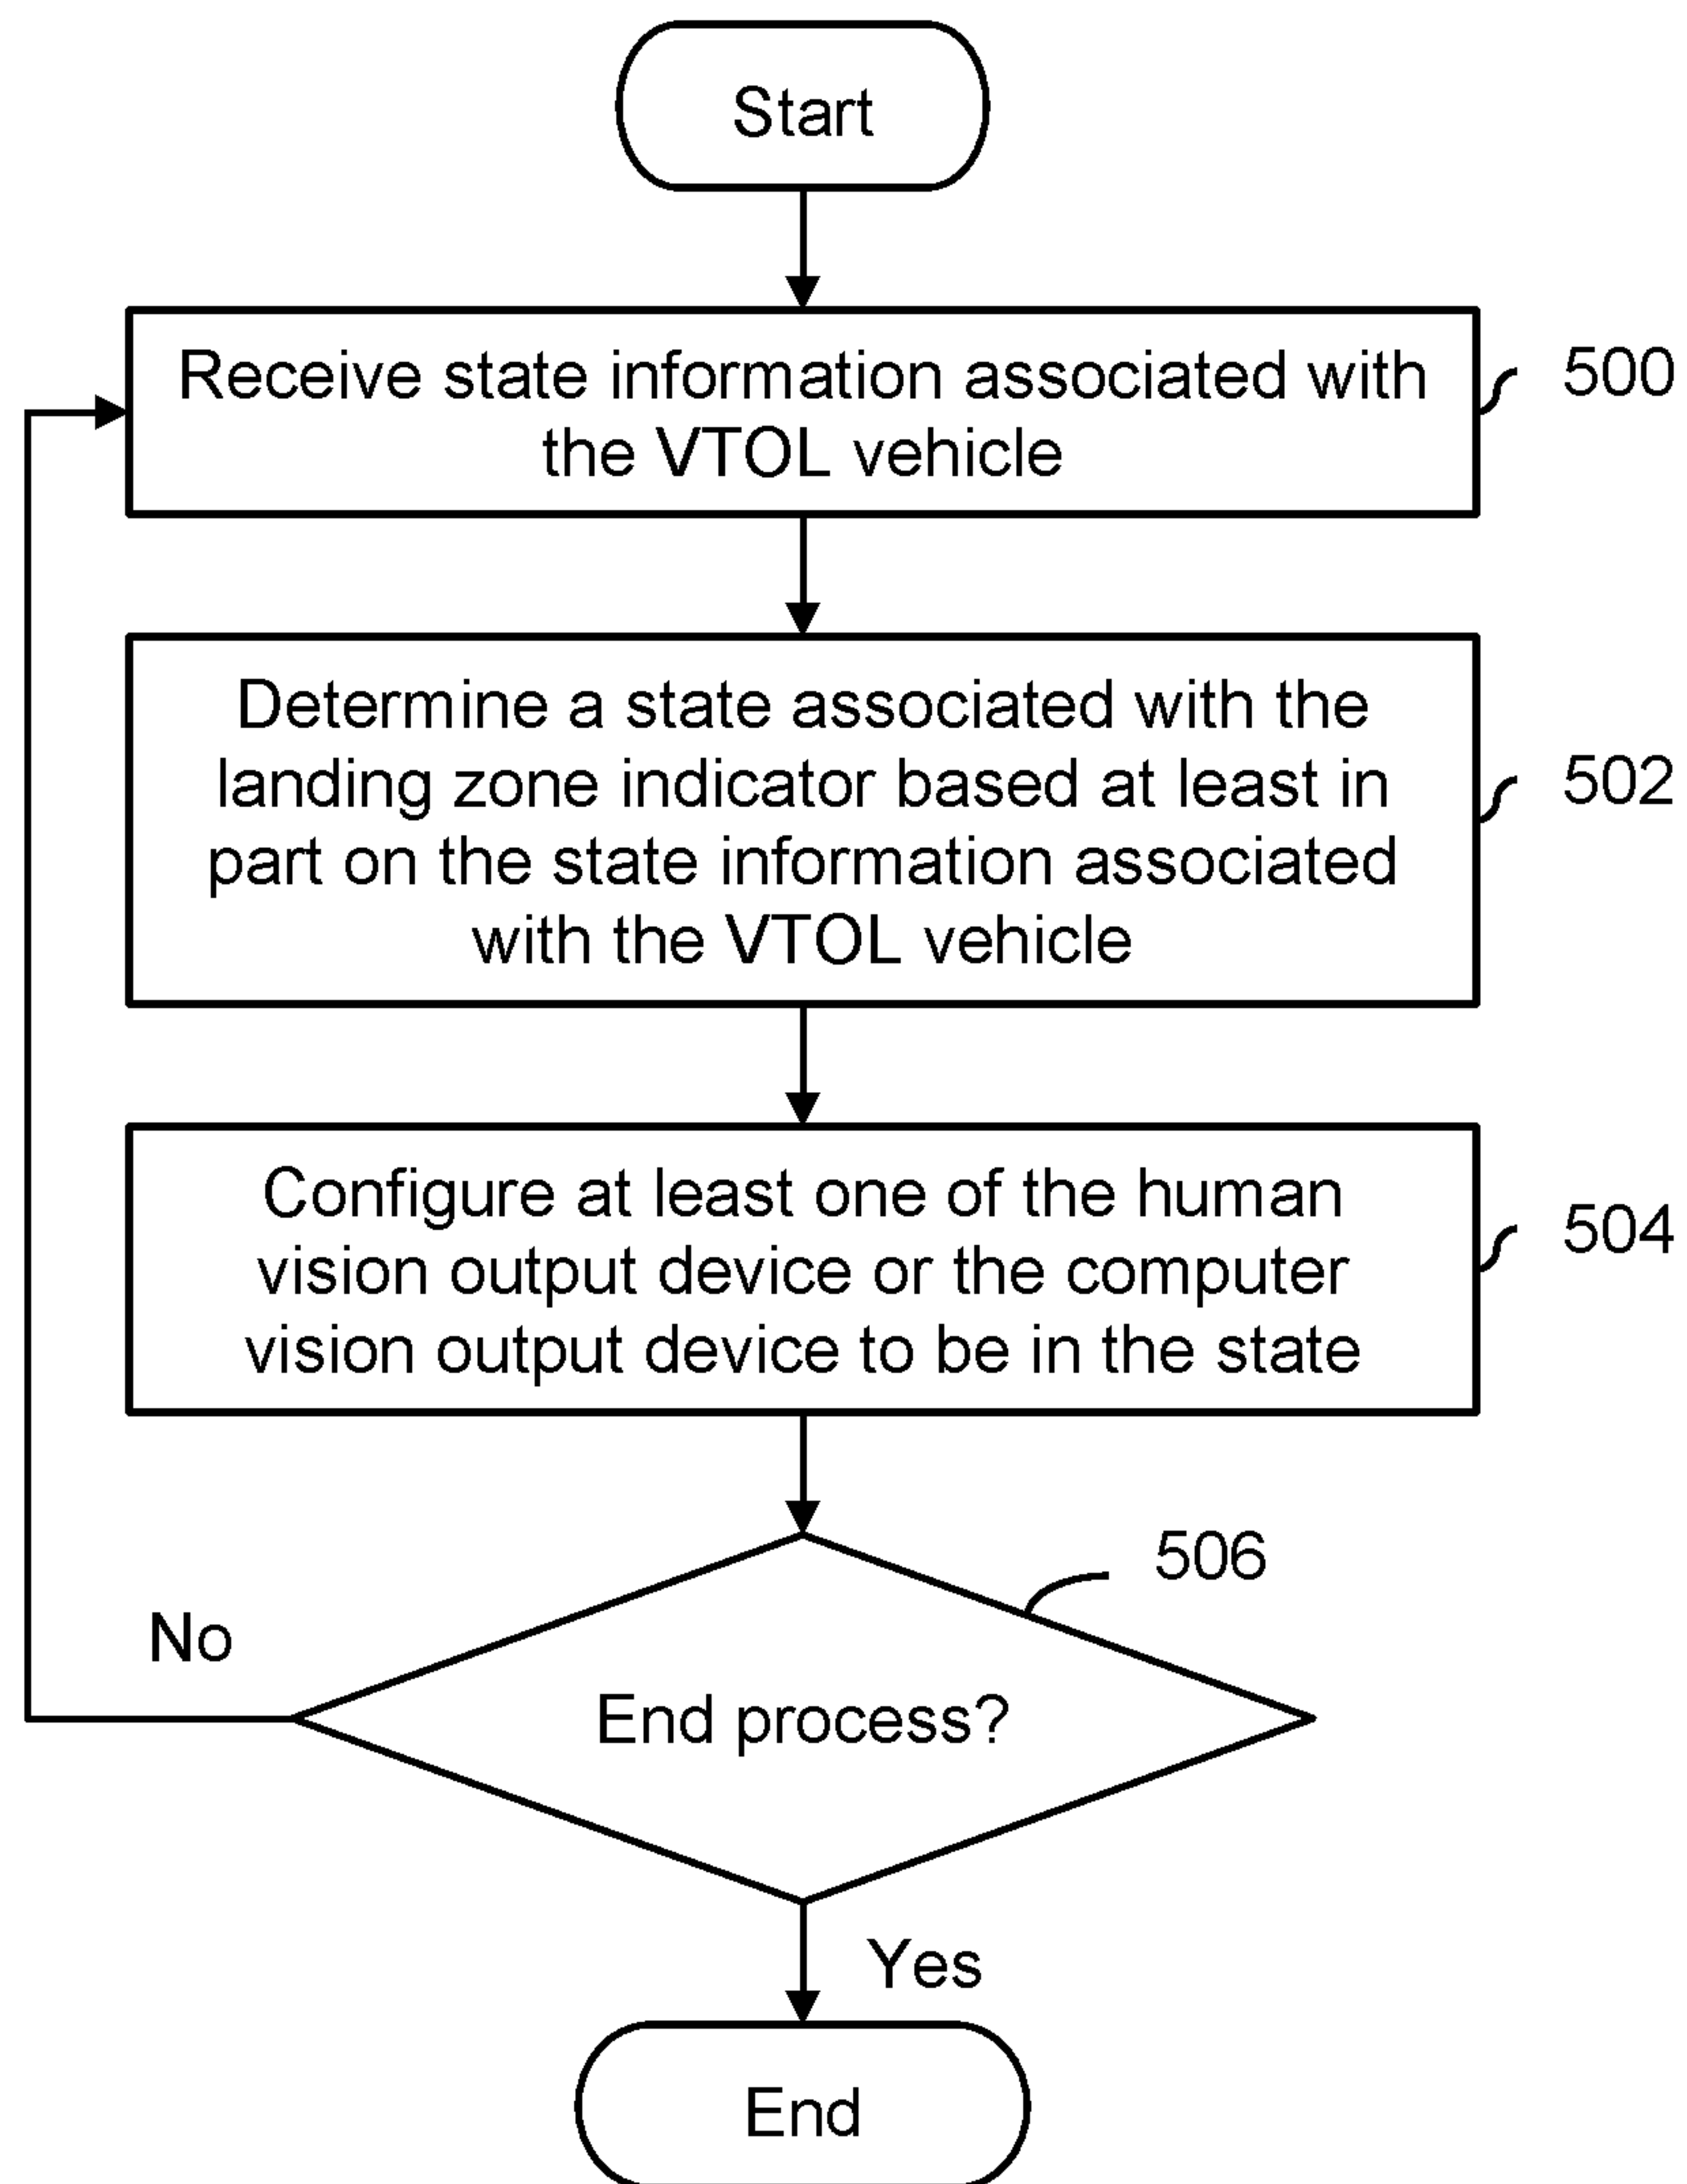 Start
Receive state information associated with
the VTOL vehicle
500
Determine a state associated with the
landing zone indicator based at least in
part on the state information associated
with the VTOL vehicle
502
Configure at least one of the human
vision output device or the computer
vision output device to be in the state
504
506
No
End process?
Yes
End